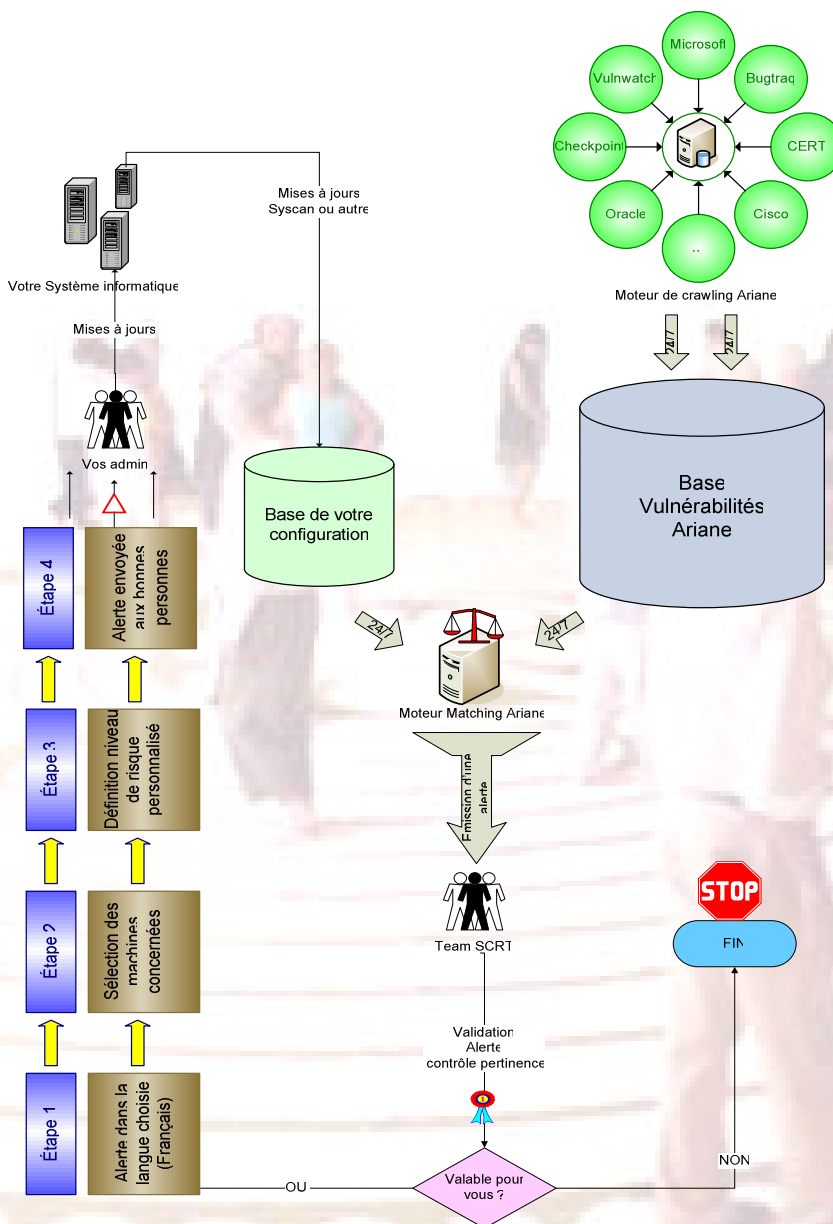 Microsoft
Vulnwatch
Bugtraq
Checkpoint
CERT
Oracle
Cisco
..
Moteur de crawling Ariane
24/7
24/7
Mises à jours
Syscan ou autre
Votre Système informatique
Mises à jours
Vos admin
Base de votre
configuration
Base
Vulnérabilités
Ariane
24/7
24/7
Moteur Matching Ariane
Emission d'une
alerte
Team SCRT
Validation
Alerte
contrôle pertinence
Valable pour
vous ?
OU
NON
STOP
FIN
Étape 4
Alerte envoyée
aux bonnes
personnes
Étape 3
Définition niveau
de risque
personnalisé
Étape 2
Sélection des
machines
concernées
Étape 1
Alerte dans la
langue choisie
(Français)